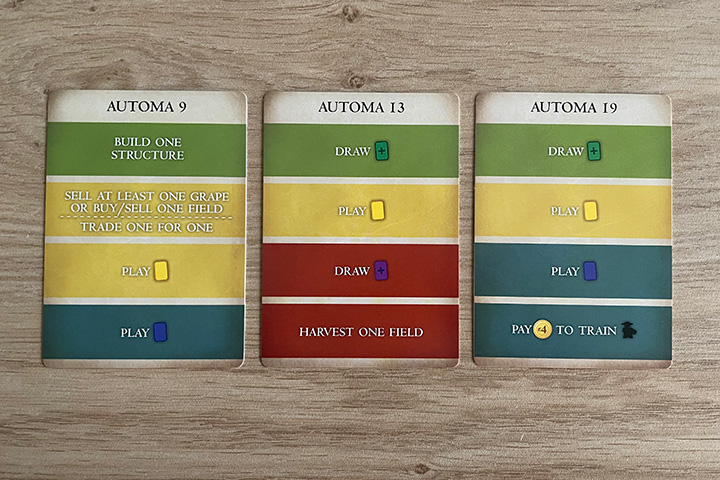 AUTOMA 9
BUILD ONE
STRUCTURE
SELL AT LEAST ONE GRAPE
OR BUY/SELL ONE FIELD
TRADE ONE FOR ONE
PLAY
PLAY
AUTOMA 13
DRAW +
PLAY
DRAW +
HARVEST ONE FIELD
AUTOMA 19
DRAW +
PLAY
PLAY
PAY 4 TO TRAIN